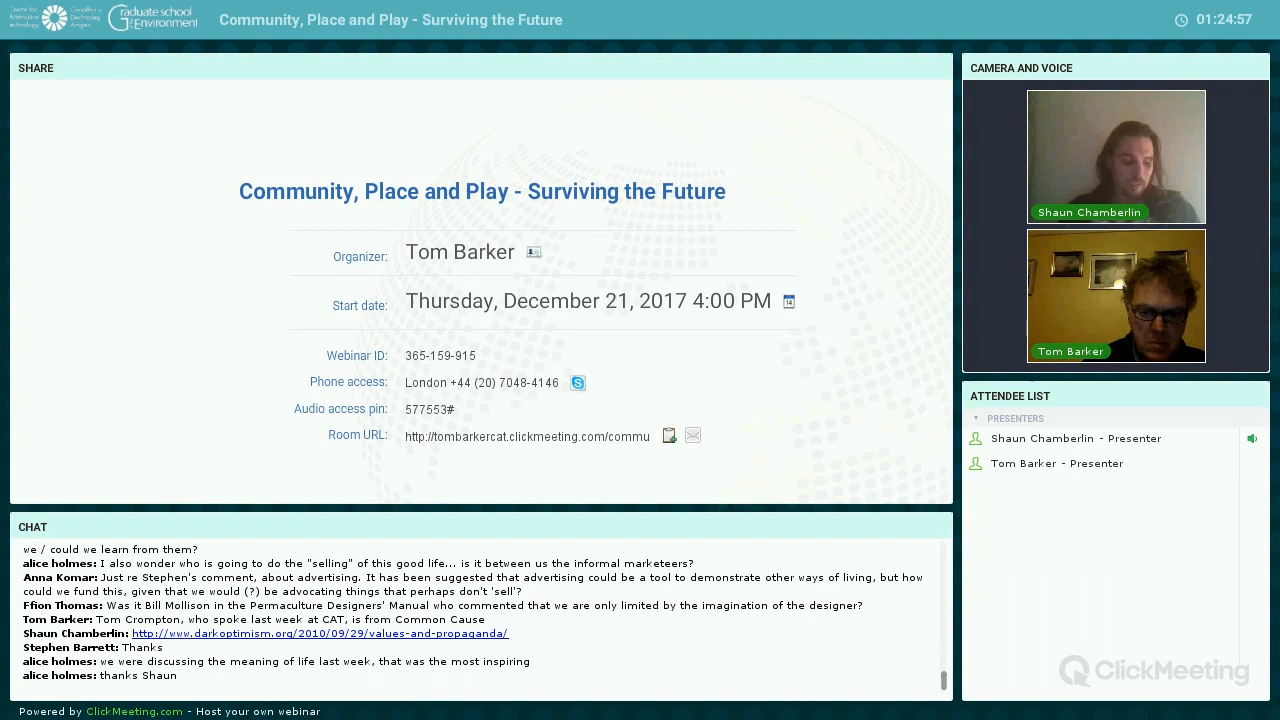 Centre for
Alternative
Technology
Canolfan y
Dechnoleg
Amgen
Graduate school
of the
Environment
Community, Place and Play - Surviving the Future
01:24:57
SHARE
Community, Place and Play - Surviving the Future
Organizer: Tom Barker
Start date: Thursday, December 21, 2017 4:00 PM
14
Webinar ID: 365-159-915
Phone access: London +44 (20) 7048-4146
Audio access pin: 577553#
Room URL: http://tombarkercat.clickmeeting.com/commu
CAMERA AND VOICE
Shaun Chamberlin
Tom Barker
ATTENDEE LIST
PRESENTERS
Shaun Chamberlin - Presenter
Tom Barker - Presenter
CHAT
we / could we learn from them?
alice holmes: I also wonder who is going to do the "selling" of this good life... is it between us the informal marketeers?
Anna Komar: Just re Stephen's comment, about advertising. It has been suggested that advertising could be a tool to demonstrate other ways of living, but how
could we fund this, given that we would (?) be advocating things that perhaps don't 'sell'?
Ffion Thomas: Was it Bill Mollison in the Permaculture Designers' Manual who commented that we are only limited by the imagination of the designer?
Tom Barker: Tom Crompton, who spoke last week at CAT, is from Common Cause
Shaun Chamberlin: http://www.darkoptimism.org/2010/09/29/values-and-propaganda/
Stephen Barrett: Thanks
alice holmes: we were discussing the meaning of life last week, that was the most inspiring
alice holmes: thanks Shaun
ClickMeeting
Powered by ClickMeeting.com - Host your own webinar